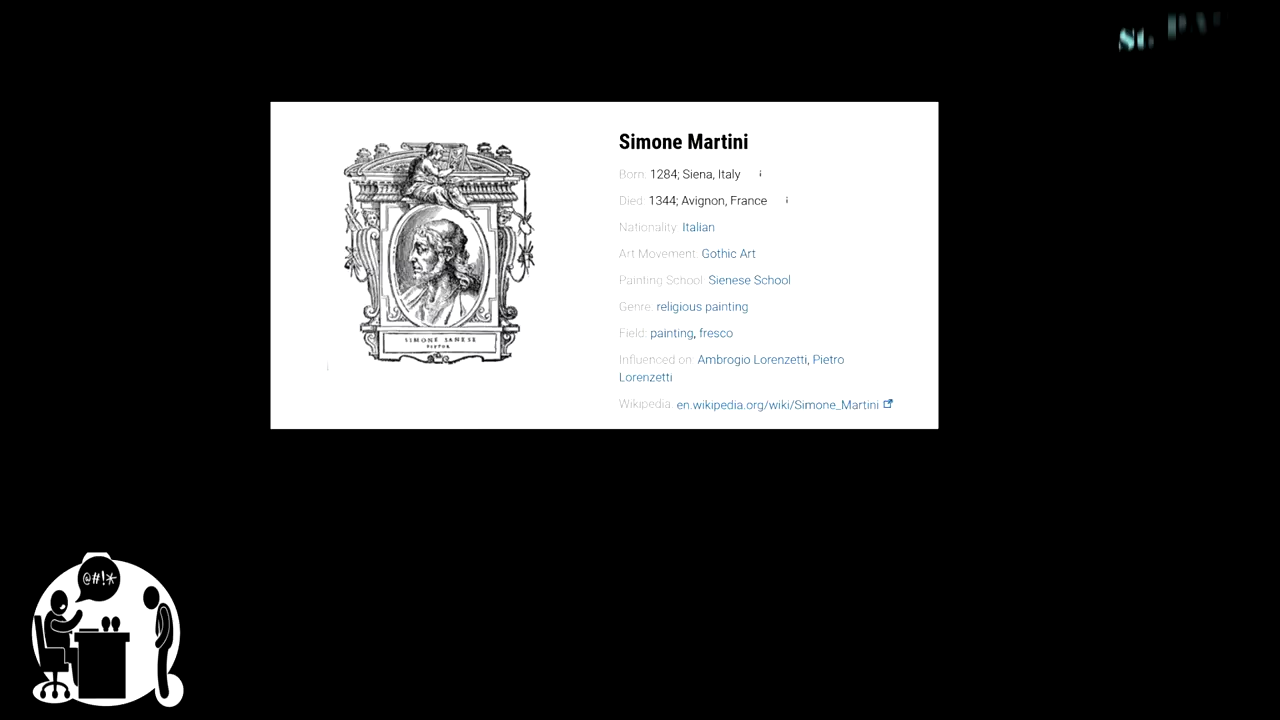 Simone Martini
Born: 1284; Siena, Italy
Died: 1344; Avignon, France
Nationality: Italian
Art Movement: Gothic Art
Painting School: Sienese School
Genre: religious painting
Field: painting, fresco
Influenced on: Ambrogio Lorenzetti, Pietro
Lorenzetti
Wikipedia: en.wikipedia.org/wiki/Simone_Martini
SIMONE SANESE
PITTOR
@#!*